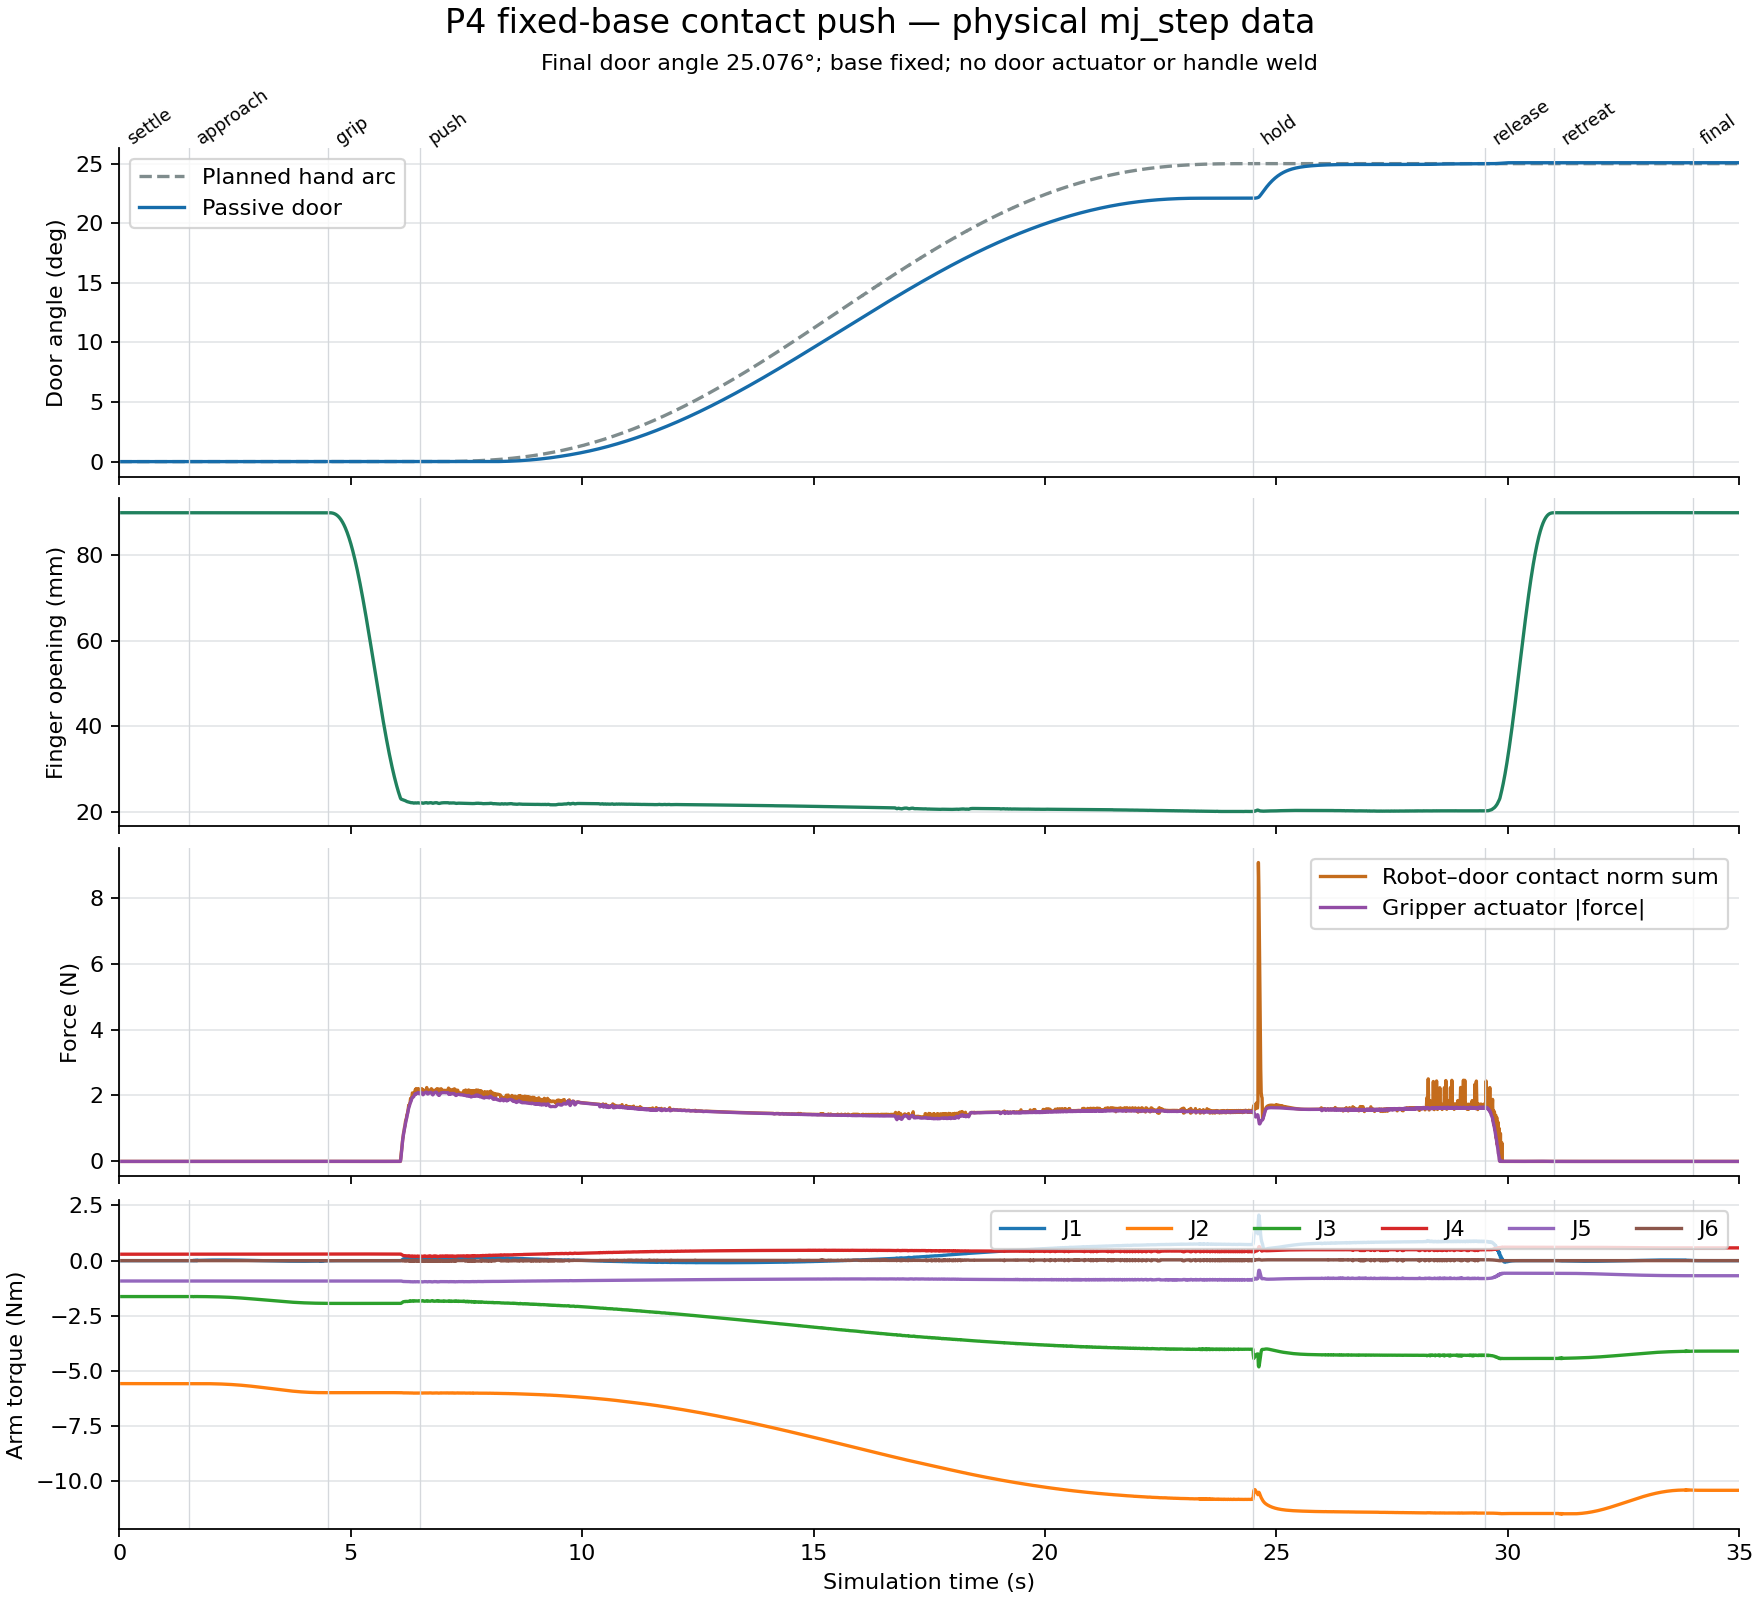 P4 fixed-base contact push — physical mj_step data
Final door angle 25.076°; base fixed; no door actuator or handle weld
settle approach grip push hold release retreat final
Door angle (deg)
25
20
15
10
5
0
Planned hand arc
Passive door
Finger opening (mm)
80
60
40
20
Force (N)
8
6
4
2
0
Robot–door contact norm sum
Gripper actuator |force|
Arm torque (Nm)
2.5
0.0
−2.5
−5.0
−7.5
−10.0
J1 J2 J3 J4 J5 J6
0 5 10 15 20 25 30 35
Simulation time (s)